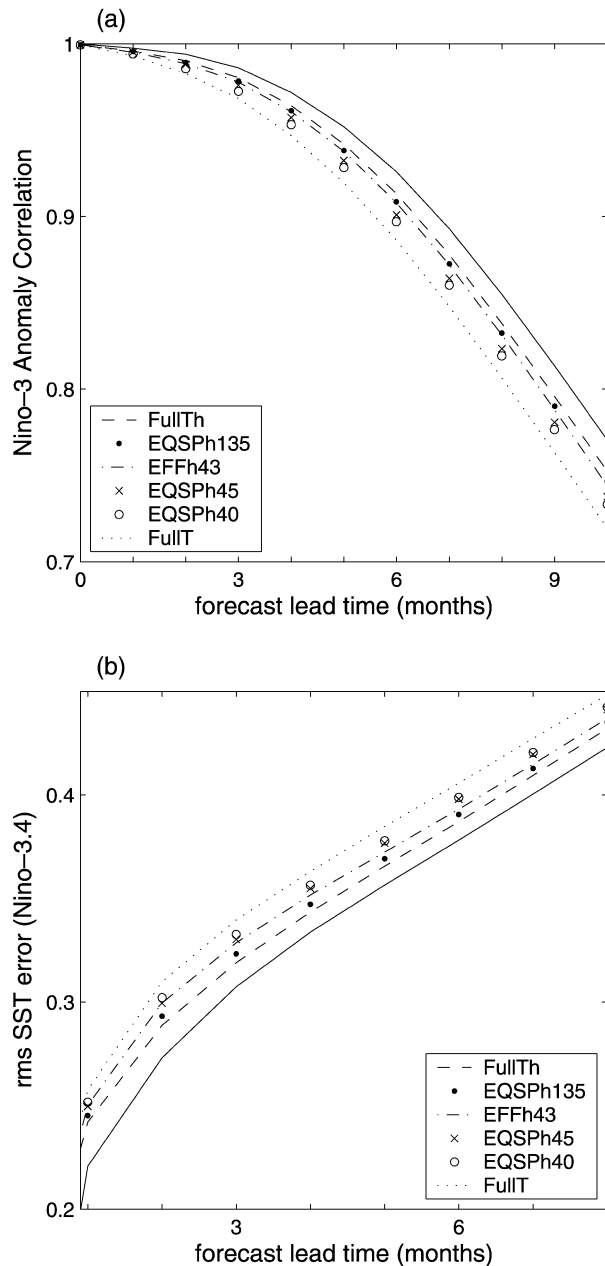 (a)
1
0.9
0.8
0.7
Nino−3 Anomaly Correlation
FullTh
EQSPh135
EFFh43
EQSPh45
EQSPh40
FullT
0
3
6
9
forecast lead time (months)
(b)
0.4
0.3
0.2
rms SST error (Nino−3.4)
FullTh
EQSPh135
EFFh43
EQSPh45
EQSPh40
FullT
3
6
forecast lead time (months)